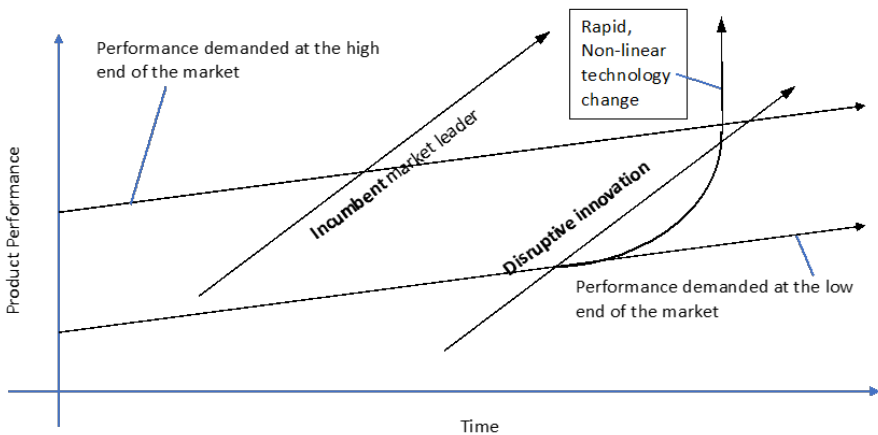 Performance demanded at the high
end of the market
Rapid,
Non-linear
technology
change
Incumbent market leader
Disruptive innovation
Performance demanded at the low
end of the market
Product Performance
Time